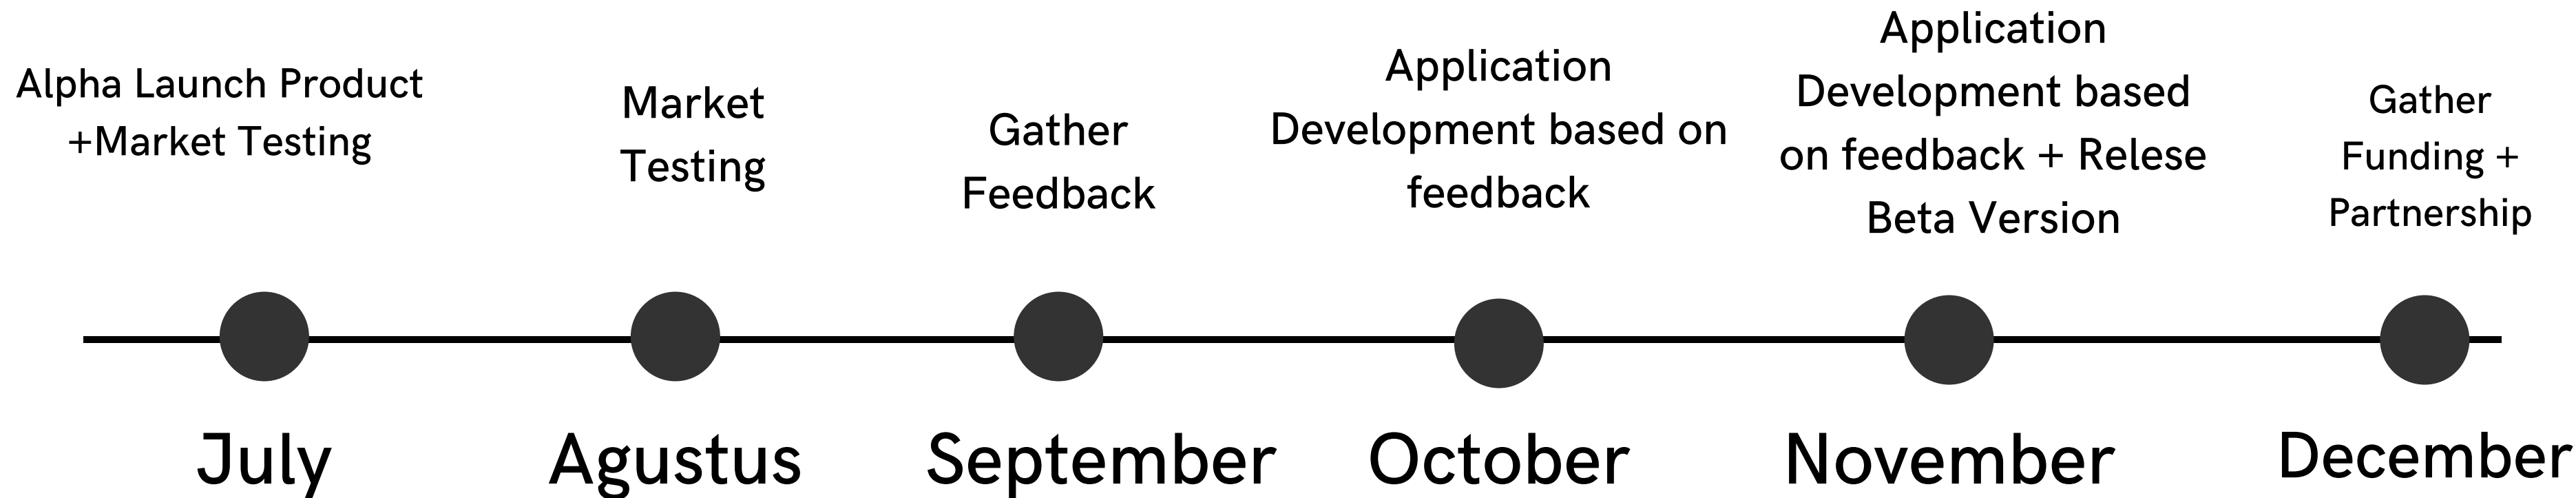 Alpha Launch Product
+Market Testing
Market
Testing
Gather
Feedback
Application
Development based on
feedback
Application
Development based
on feedback + Relese
Beta Version
Gather
Funding +
Partnership
July
Agustus
September
October
November
December